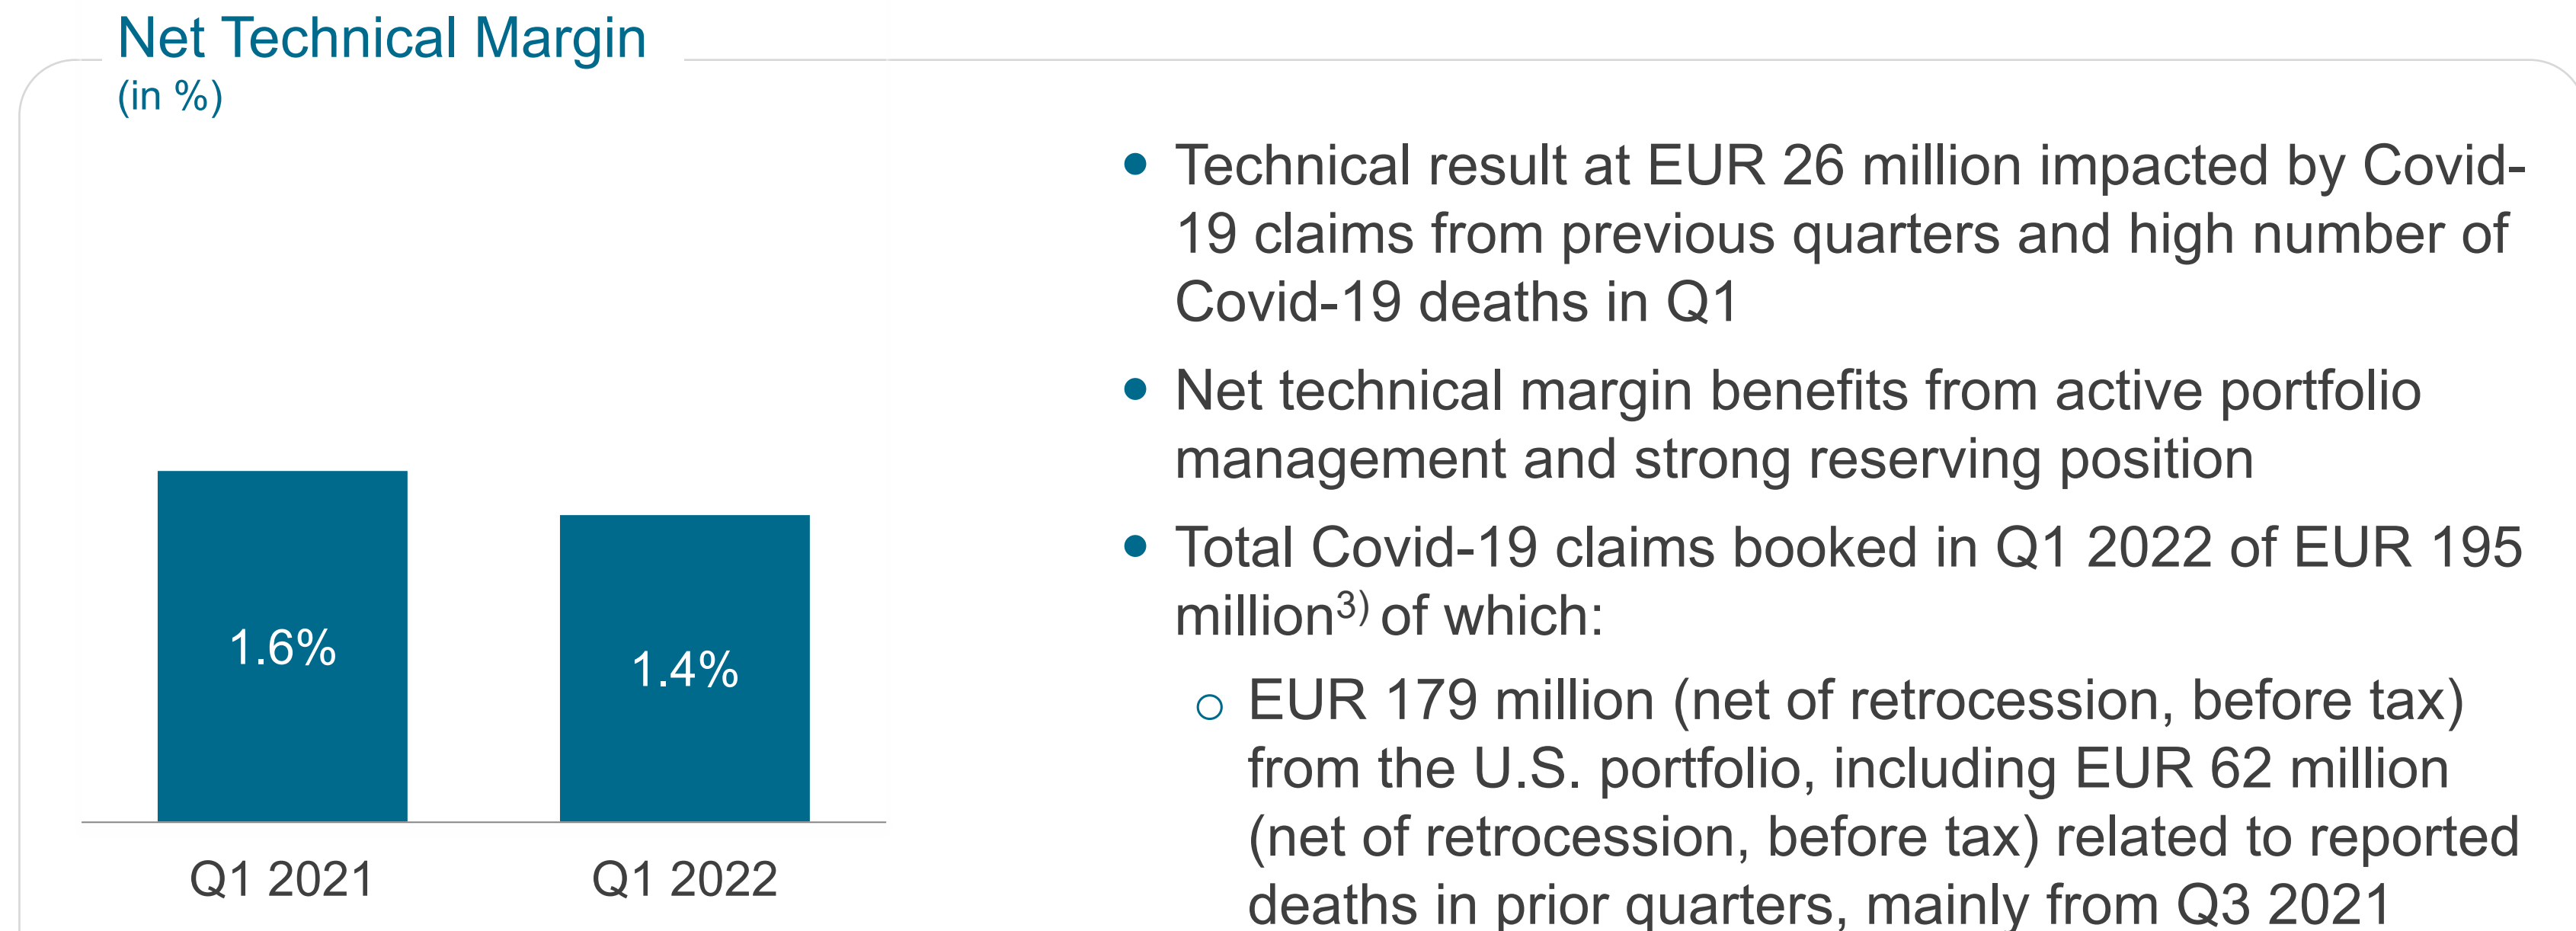 Net Technical Margin
(in %)
1.6%
1.4%
Q1 2021
Q1 2022
• Technical result at EUR 26 million impacted by Covid-
19 claims from previous quarters and high number of
Covid-19 deaths in Q1
• Net technical margin benefits from active portfolio
management and strong reserving position
• Total Covid-19 claims booked in Q1 2022 of EUR 195
million³⁾ of which:
○ EUR 179 million (net of retrocession, before tax)
from the U.S. portfolio, including EUR 62 million
(net of retrocession, before tax) related to reported
deaths in prior quarters, mainly from Q3 2021